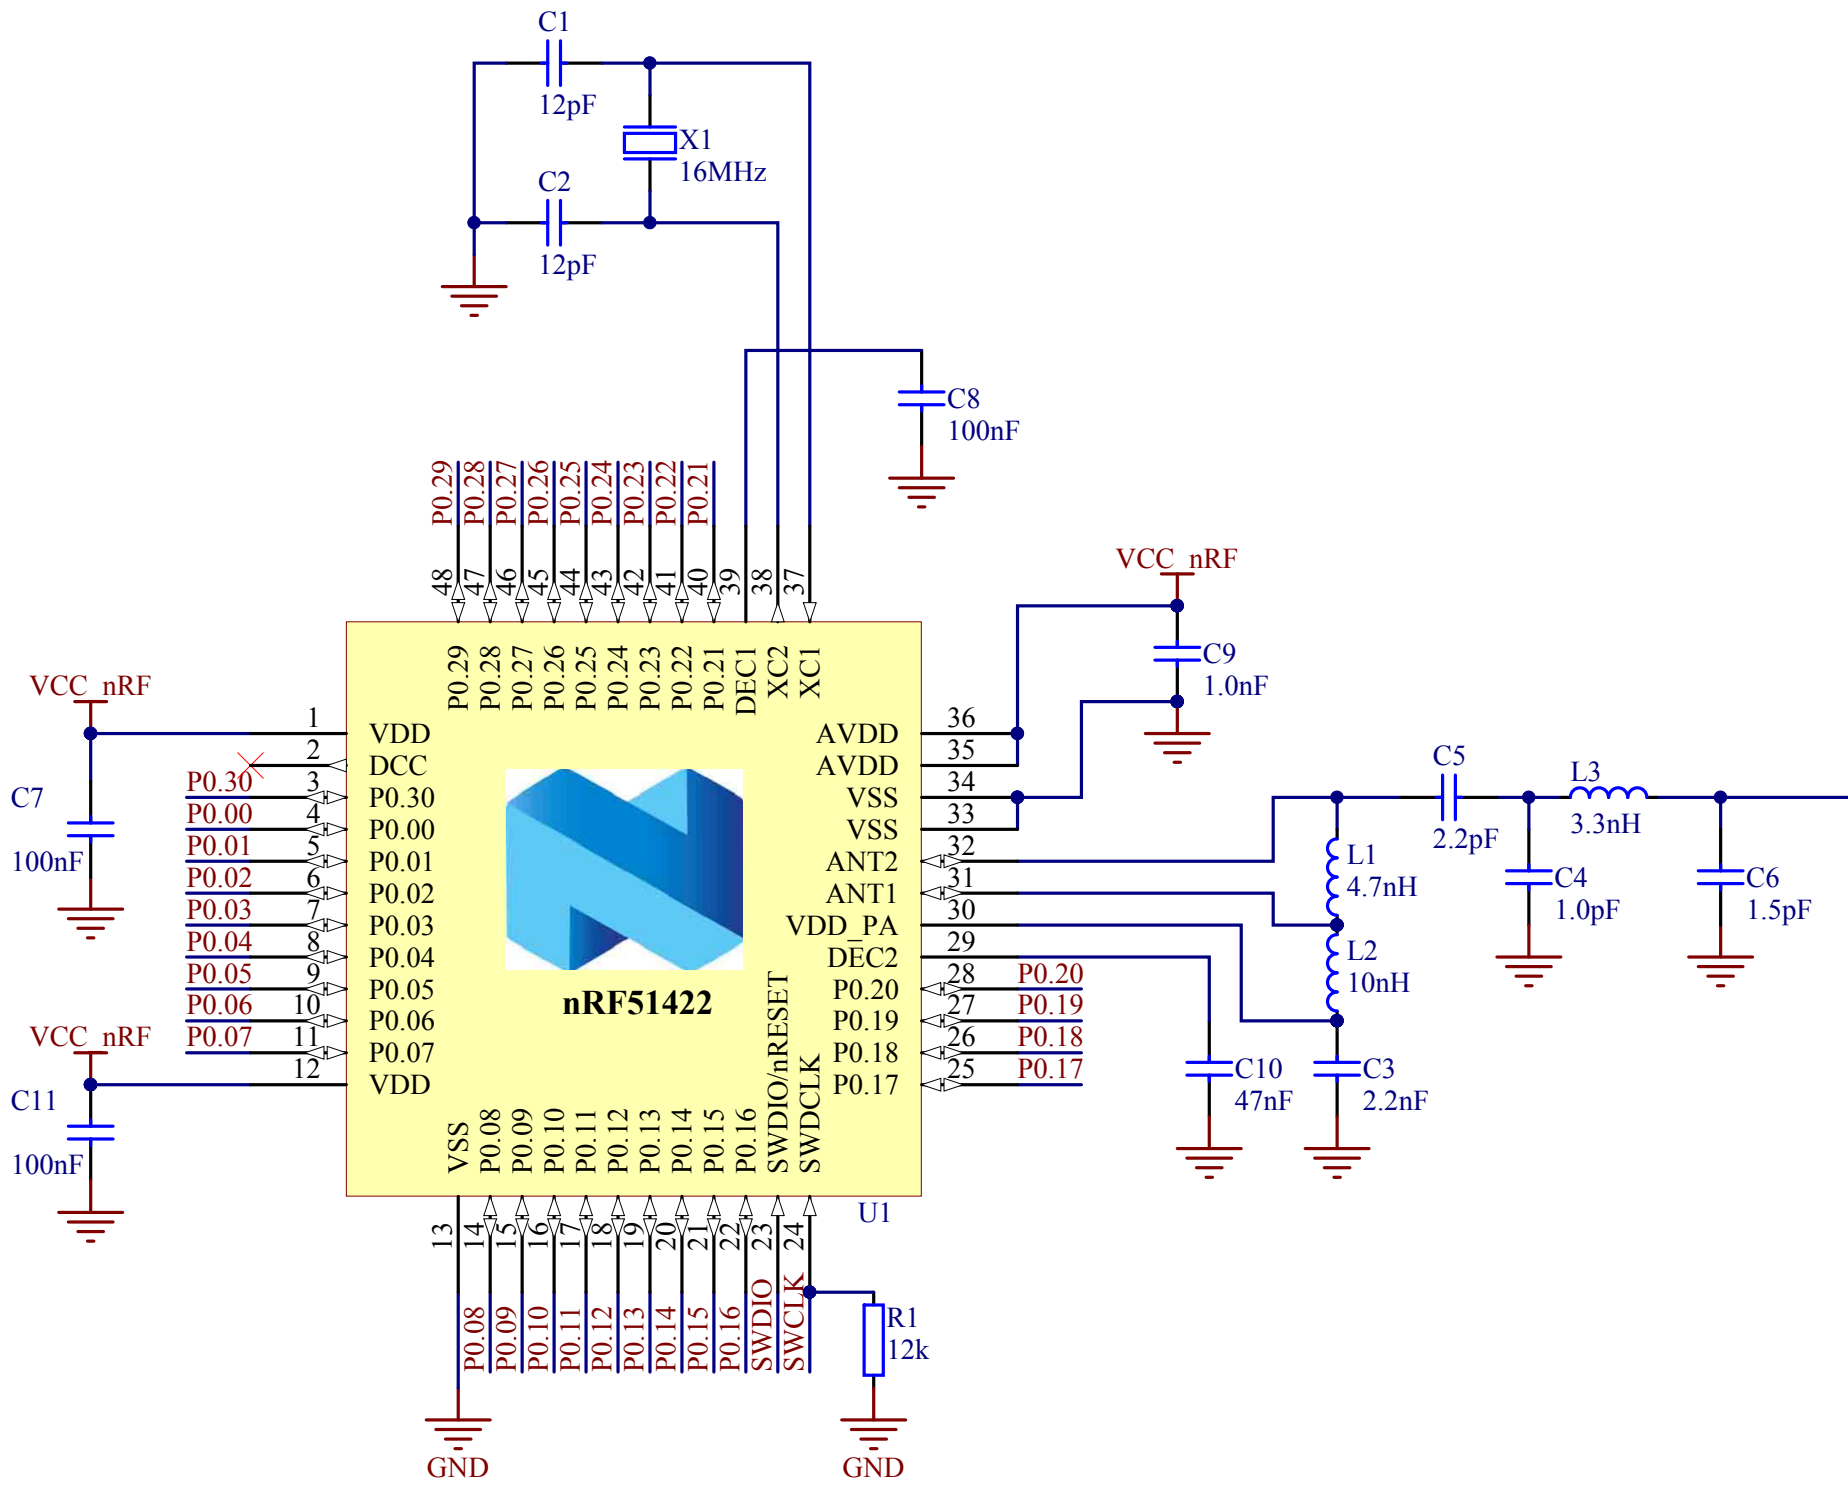 C1
12pF
X1
16MHz
C2
12pF
C8
100nF
P0.29
P0.28
P0.27
P0.26
P0.25
P0.24
P0.23
P0.22
P0.21
48
47
46
45
44
43
42
41
40
39
38
37
P0.29
P0.28
P0.27
P0.26
P0.25
P0.24
P0.23
P0.22
P0.21
DEC1
XC2
XC1
VCC_nRF
C9
1.0nF
VCC_nRF
C7
100nF
1 VDD
2 DCC
P0.30 3 P0.30
P0.00 4 P0.00
P0.01 5 P0.01
P0.02 6 P0.02
P0.03 7 P0.03
P0.04 8 P0.04
P0.05 9 P0.05
P0.06 10 P0.06
P0.07 11 P0.07
12 VDD
VCC_nRF
C11
100nF
nRF51422
AVDD 36
AVDD 35
VSS 34
VSS 33
ANT2 32
ANT1 31
VDD_PA 30
DEC2 29
P0.20 28 P0.20
P0.19 27 P0.19
P0.18 26 P0.18
P0.17 25 P0.17
C5
2.2pF
L3
3.3nH
L1
4.7nH
C4
1.0pF
C6
1.5pF
L2
10nH
C10
47nF
C3
2.2nF
VSS
P0.08
P0.09
P0.10
P0.11
P0.12
P0.13
P0.14
P0.15
P0.16
SWDIO/nRESET
SWDCLK
U1
13
14
15
16
17
18
19
20
21
22
23
24
P0.08
P0.09
P0.10
P0.11
P0.12
P0.13
P0.14
P0.15
P0.16
SWDIO
SWCLK
R1
12k
GND
GND